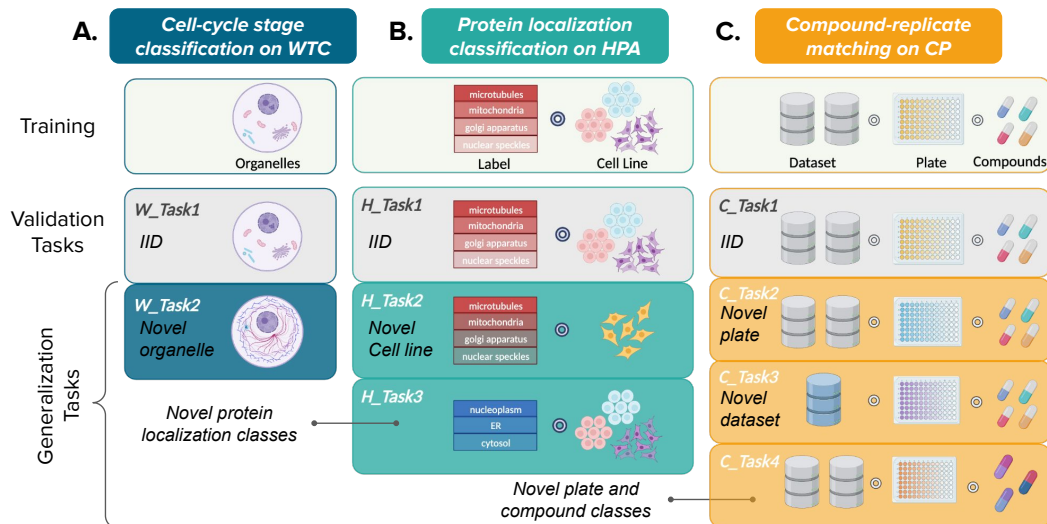 A.
Cell-cycle stage
classification on WTC
B.
Protein localization
classification on HPA
C.
Compound-replicate
matching on CP
Training
Organelles
microtubules
mitochondria
golgi apparatus
nuclear speckles
Label
Cell Line
Dataset
Plate
Compounds
Validation
Tasks
W_Task1
IID
H_Task1
IID
microtubules
mitochondria
golgi apparatus
nuclear speckles
C_Task1
IID
Generalization
Tasks
W_Task2
Novel
organelle
H_Task2
Novel
Cell line
microtubules
mitochondria
golgi apparatus
nuclear speckles
C_Task2
Novel
plate
Novel protein
localization classes
H_Task3
nucleoplasm
ER
cytosol
C_Task3
Novel
dataset
Novel plate and
compound classes
C_Task4